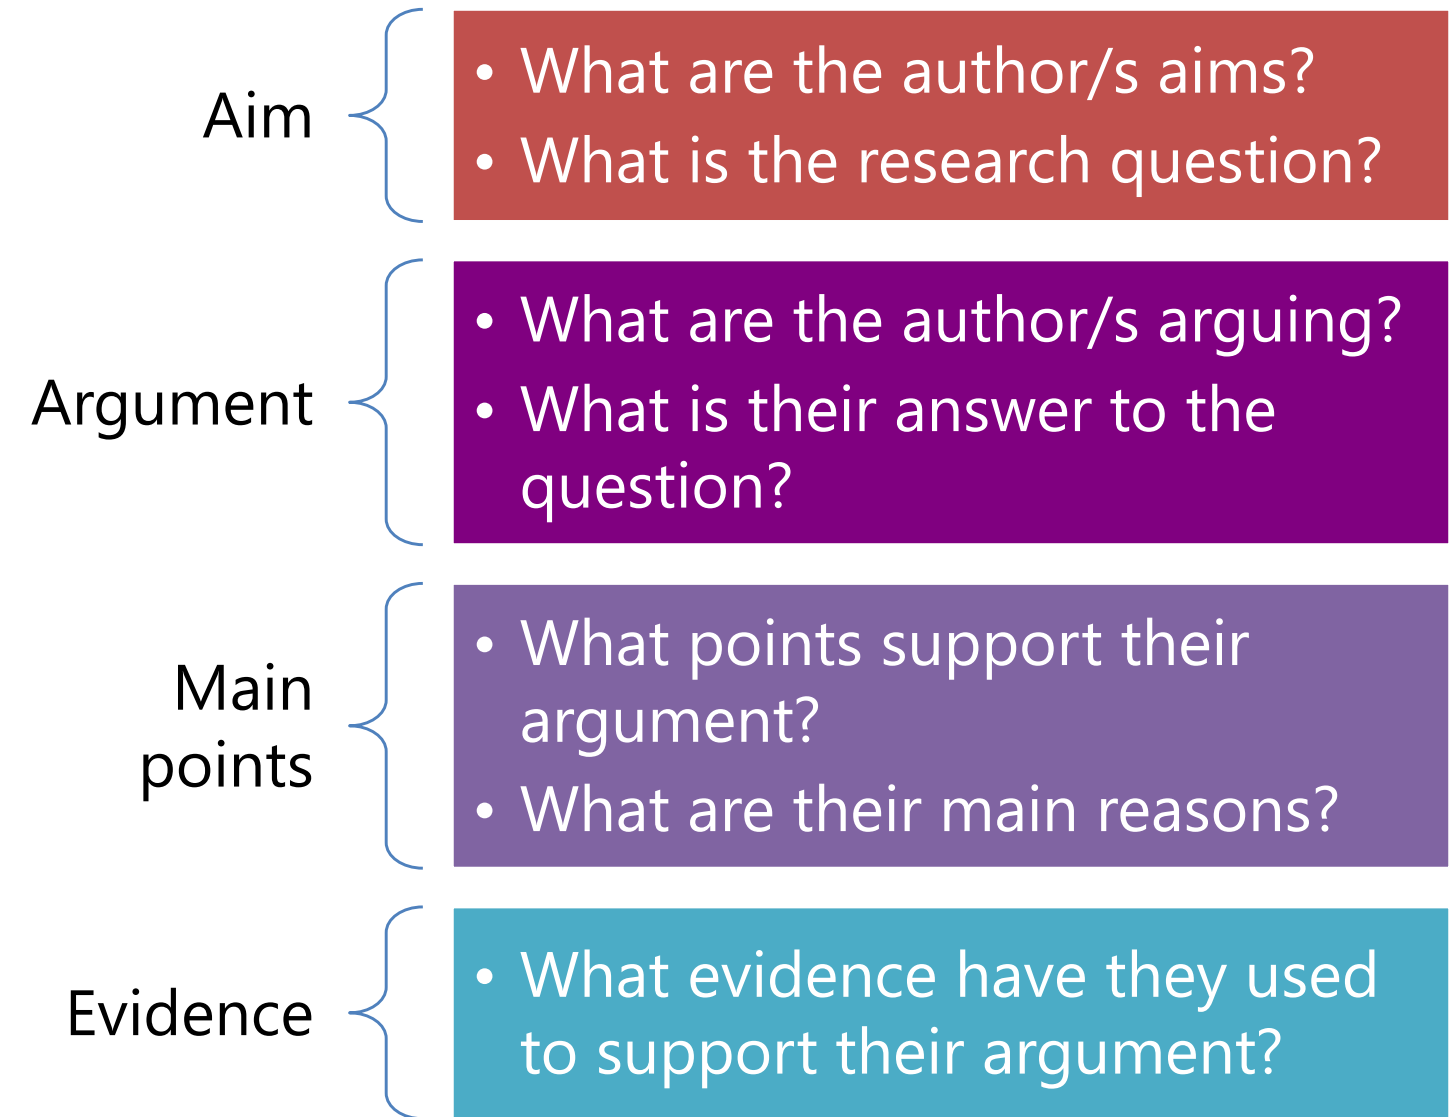 Aim
• What are the author/s aims?
• What is the research question?
Argument
• What are the author/s arguing?
• What is their answer to the
question?
Main
points
• What points support their
argument?
• What are their main reasons?
Evidence
• What evidence have they used
to support their argument?